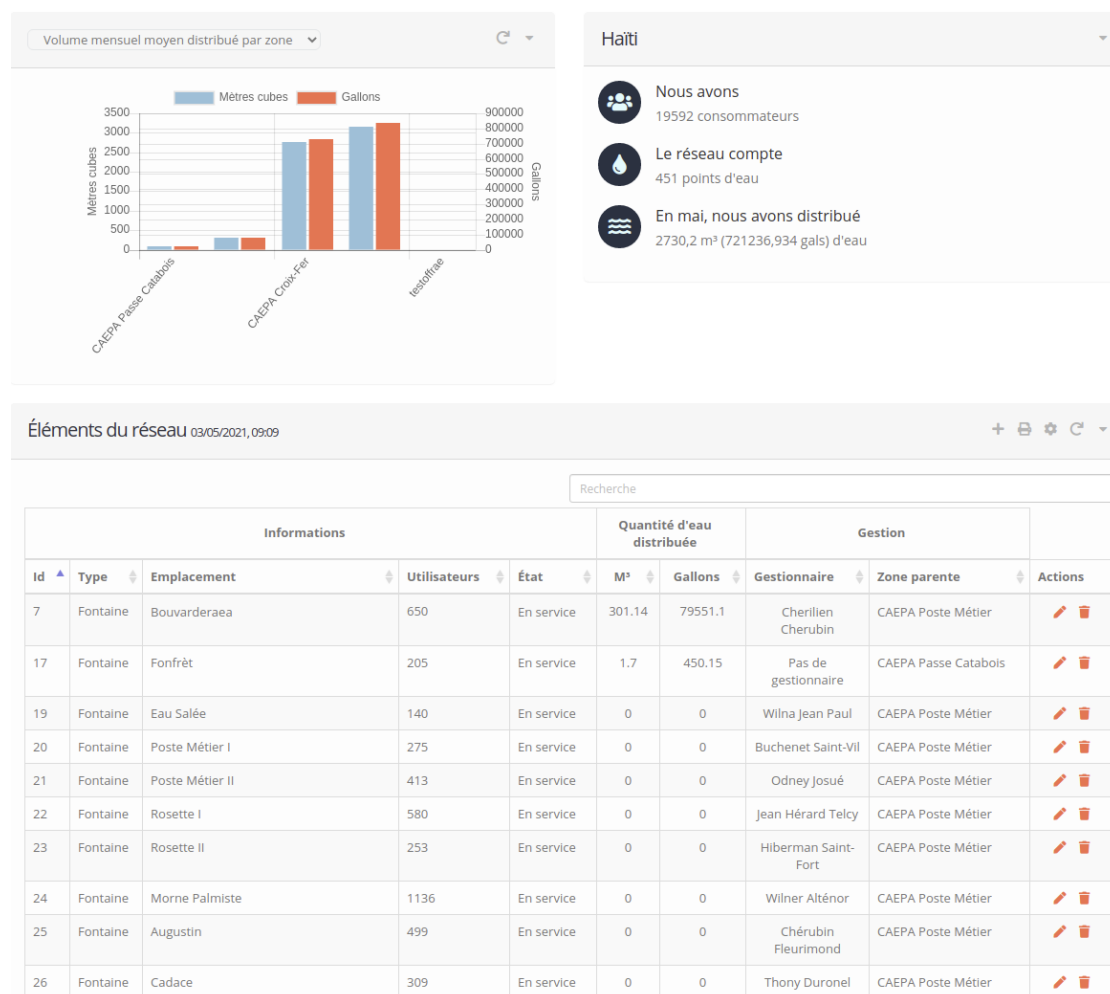 Volume mensuel moyen distribué par zone
Mètres cubes Gallons
3500 900000
3000 800000
2500 700000
2000 600000
1500 500000
1000 400000
500 300000
0 200000
100000
0
Mètres cubes
Gallons
CAEPA Passe Catabois
CAEPA Croix-Fer
testoffrae
Haïti
Nous avons
19592 consommateurs
Le réseau compte
451 points d'eau
En mai, nous avons distribué
2730,2 m³ (721236,934 gals) d'eau
Éléments du réseau 03/05/2021, 09:09
Recherche
Informations Quantité d'eau distribuée Gestion
Id Type Emplacement Utilisateurs État M³ Gallons Gestionnaire Zone parente Actions
7 Fontaine Bouvarderaea 650 En service 301.14 79551.1 Cherilien Cherubin CAEPA Poste Métier
17 Fontaine Fonfrèt 205 En service 1.7 450.15 Pas de gestionnaire CAEPA Passe Catabois
19 Fontaine Eau Salée 140 En service 0 0 Wilna Jean Paul CAEPA Poste Métier
20 Fontaine Poste Métier I 275 En service 0 0 Buchenet Saint-Vil CAEPA Poste Métier
21 Fontaine Poste Métier II 413 En service 0 0 Odney Josué CAEPA Poste Métier
22 Fontaine Rosette I 580 En service 0 0 Jean Hérard Telcy CAEPA Poste Métier
23 Fontaine Rosette II 253 En service 0 0 Hiberman Saint-Fort CAEPA Poste Métier
24 Fontaine Morne Palmiste 1136 En service 0 0 Wilner Alténor CAEPA Poste Métier
25 Fontaine Augustin 499 En service 0 0 Chérubin Fleurimond CAEPA Poste Métier
26 Fontaine Cadace 309 En service 0 0 Thony Duronel CAEPA Poste Métier